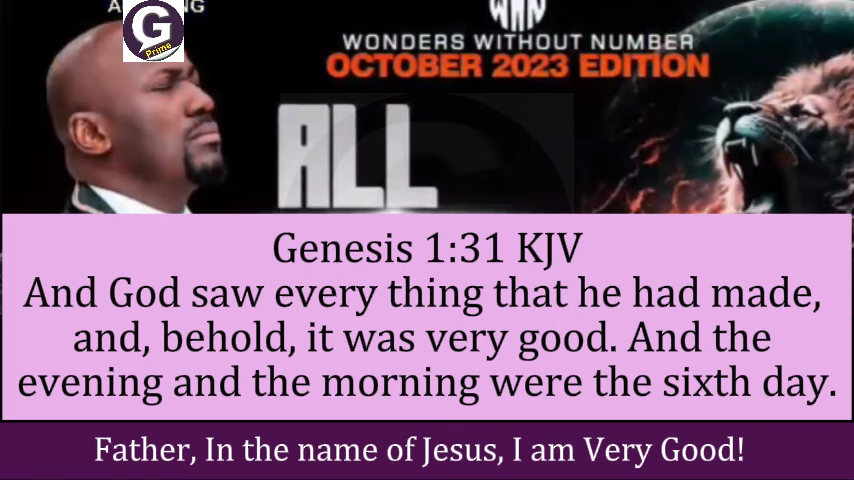 G
Prime
WWN
WONDERS WITHOUT NUMBER
OCTOBER 2023 EDITION
ALL
Genesis 1:31 KJV
And God saw every thing that he had made,
and, behold, it was very good. And the
evening and the morning were the sixth day.
Father, In the name of Jesus, I am Very Good!